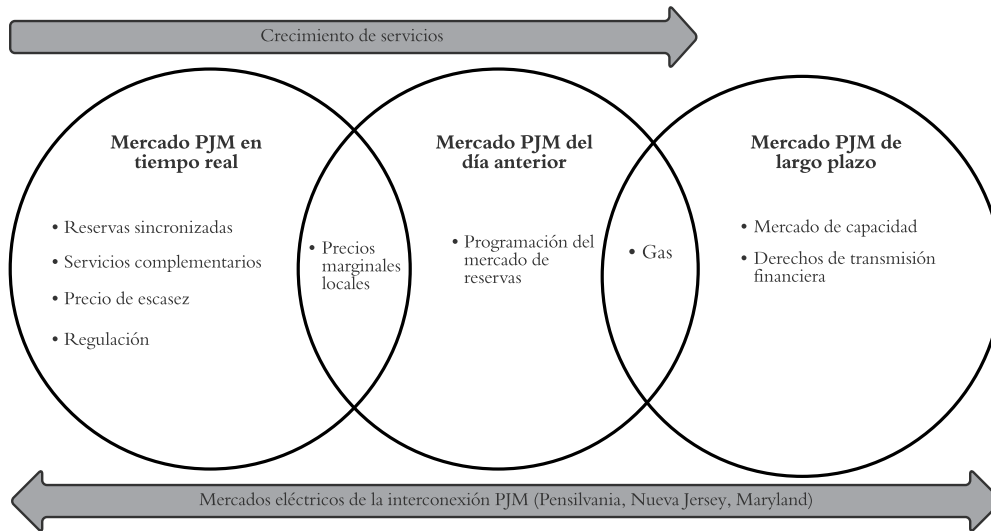 Crecimiento de servicios
Mercado PJM en
tiempo real
• Reservas sincronizadas
• Servicios complementarios
• Precio de escasez
• Regulación
• Precios
marginales
locales
Mercado PJM del
día anterior
• Programación del
mercado de
reservas
• Gas
Mercado PJM de
largo plazo
• Mercado de capacidad
• Derechos de transmisión
financiera
Mercados eléctricos de la interconexión PJM (Pensilvania, Nueva Jersey, Maryland)